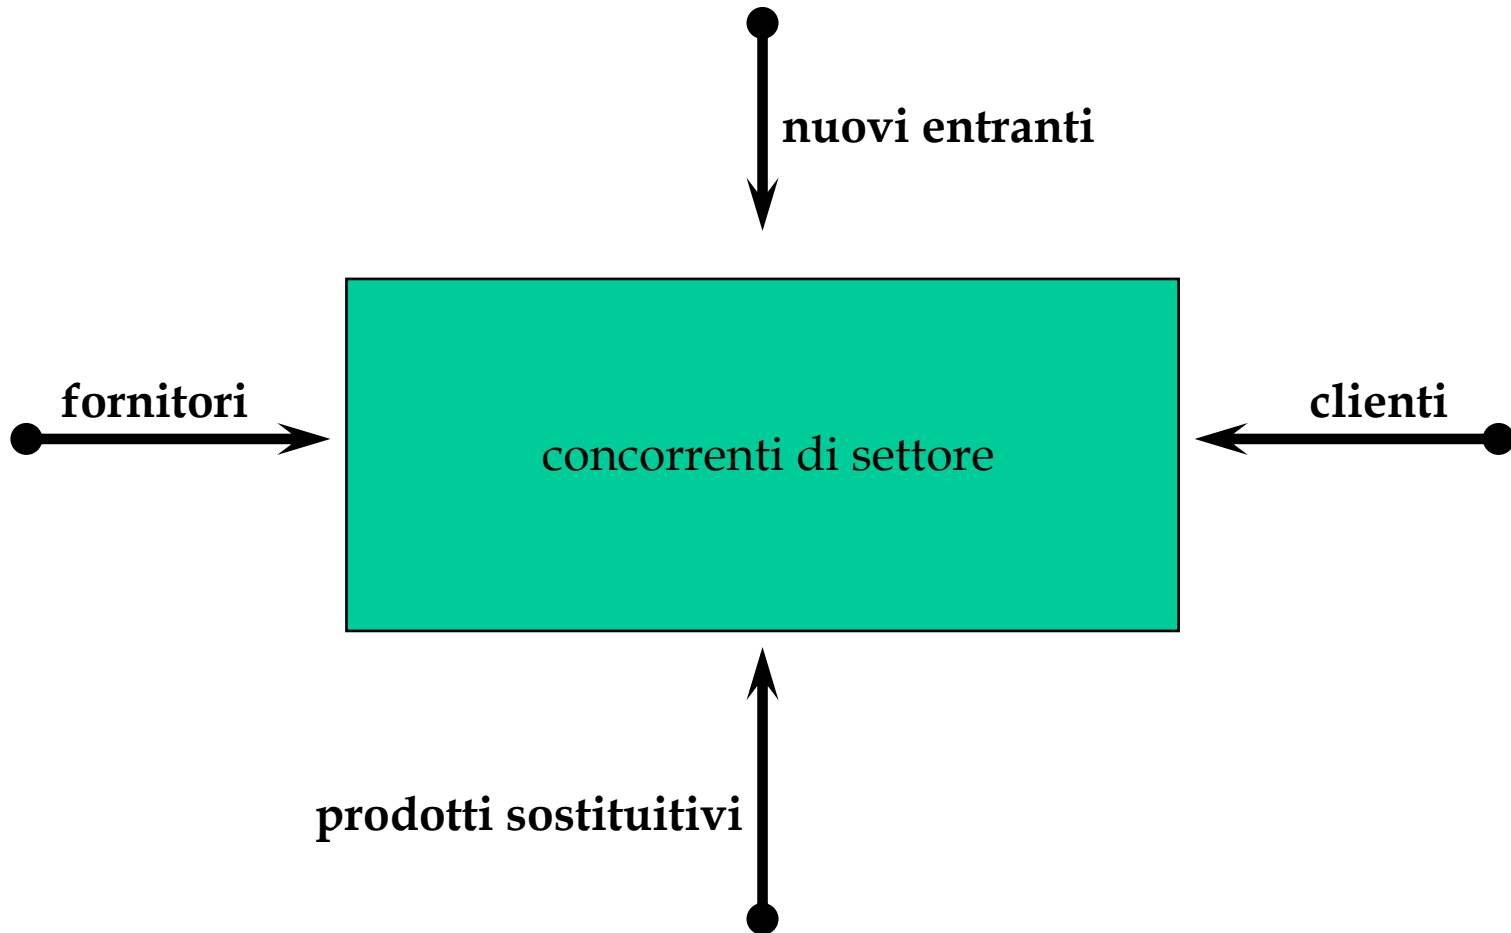 nuovi entranti
fornitori
clienti
concorrenti di settore
prodotti sostituitivi